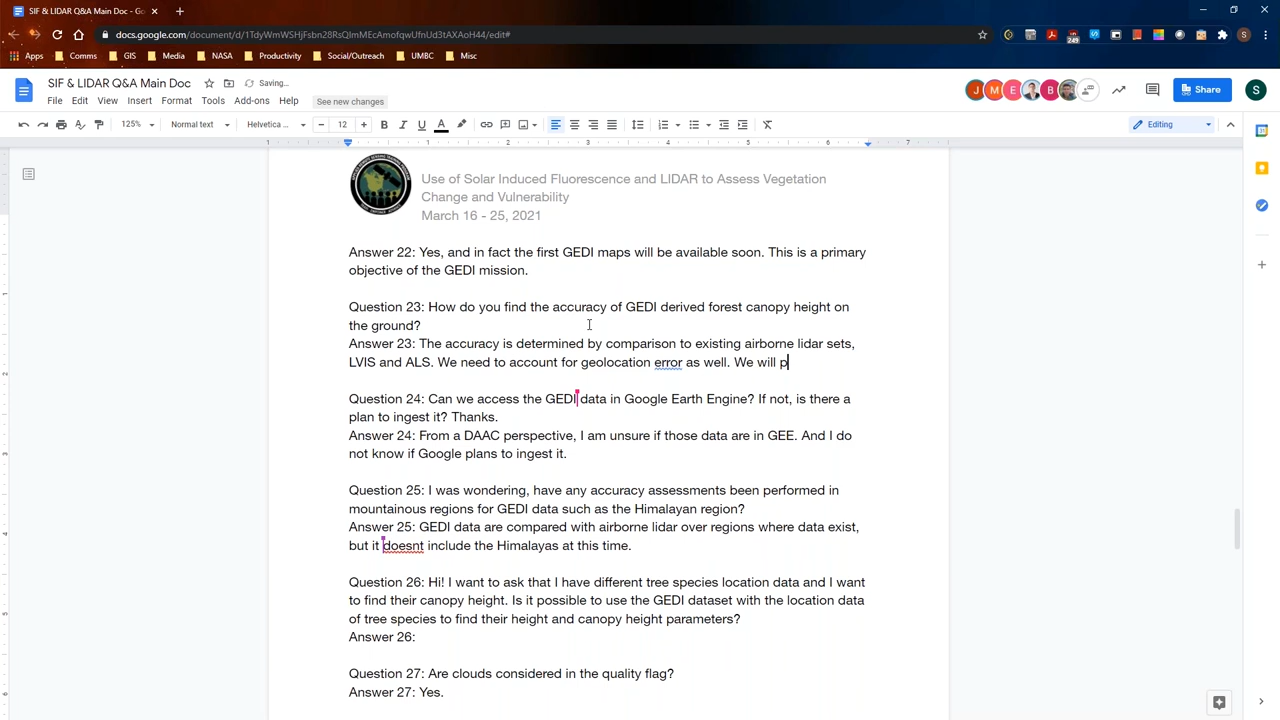 SIF & LIDAR Q&A Main Doc - Go
docs.google.com/document/d/1TdyWmWSHjFsbn28RsQImMEcAmofqwUfnUd3tAXAoH44/edit#
Apps Comms GIS Media NASA Productivity Social/Outreach UMBC Misc
SIF & LIDAR Q&A Main Doc Saving...
File Edit View Insert Format Tools Add-ons Help See new changes
J M E B Share S
125% Normal text Helvetica ... 12 B I U A Editing
1 1 2 3 4 5 6 7
Use of Solar Induced Fluorescence and LIDAR to Assess Vegetation
Change and Vulnerability
March 16 - 25, 2021
Answer 22: Yes, and in fact the first GEDI maps will be available soon. This is a primary
objective of the GEDI mission.
Question 23: How do you find the accuracy of GEDI derived forest canopy height on
the ground?
Answer 23: The accuracy is determined by comparison to existing airborne lidar sets,
LVIS and ALS. We need to account for geolocation error as well. We will p
Question 24: Can we access the GEDI data in Google Earth Engine? If not, is there a
plan to ingest it? Thanks.
Answer 24: From a DAAC perspective, I am unsure if those data are in GEE. And I do
not know if Google plans to ingest it.
Question 25: I was wondering, have any accuracy assessments been performed in
mountainous regions for GEDI data such as the Himalayan region?
Answer 25: GEDI data are compared with airborne lidar over regions where data exist,
but it doesnt include the Himalayas at this time.
Question 26: Hi! I want to ask that I have different tree species location data and I want
to find their canopy height. Is it possible to use the GEDI dataset with the location data
of tree species to find their height and canopy height parameters?
Answer 26:
Question 27: Are clouds considered in the quality flag?
Answer 27: Yes.